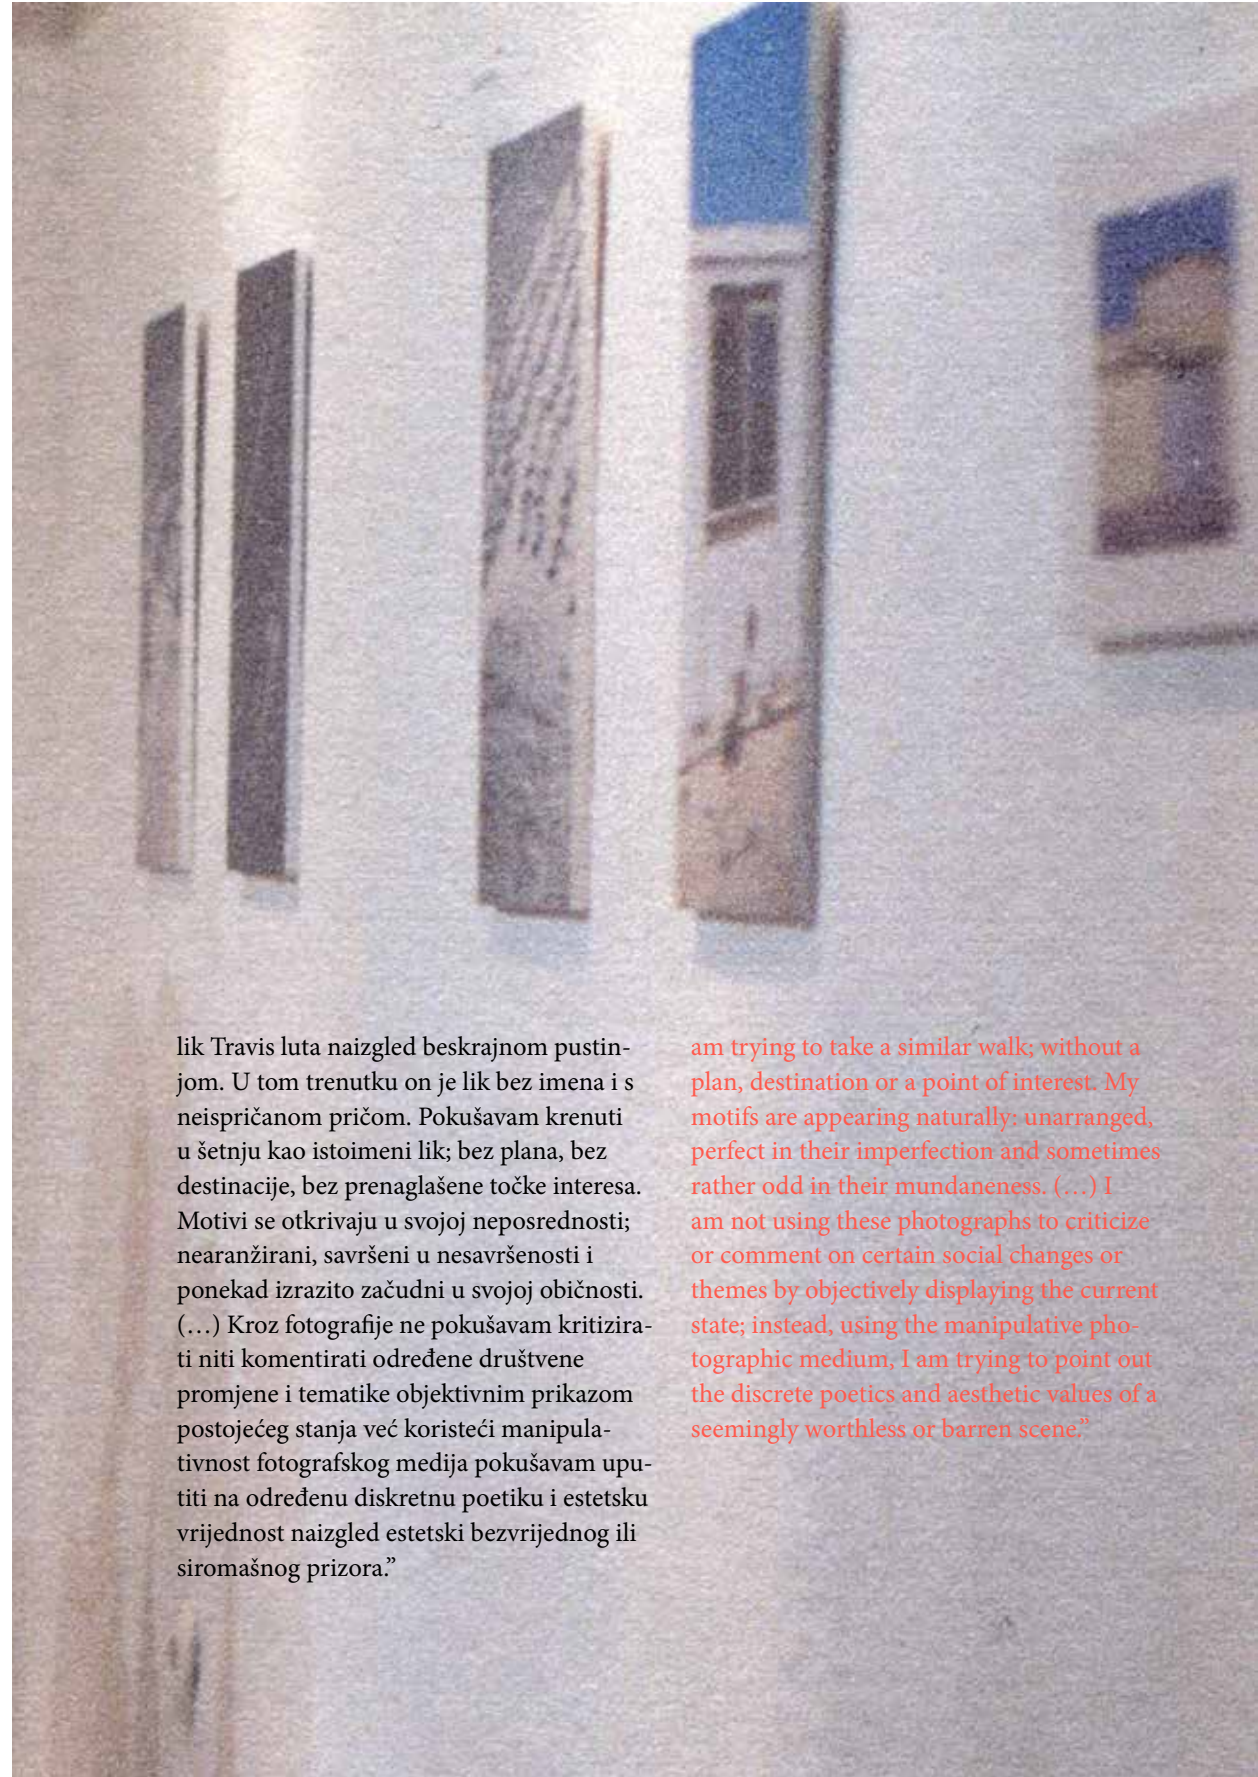 lik Travis luta naizgled beskrajnom pustin-
jom. U tom trenutku on je lik bez imena i s
neispričanom pričom. Pokušavam krenuti
u šetnju kao istoimeni lik; bez plana, bez
destinacije, bez prenaglašene točke interesa.
Motivi se otkrivaju u svojoj neposrednosti;
nearanžirani, savršeni u nesavršenosti i
ponekad izrazito začudni u svojoj običnosti.
(…) Kroz fotografije ne pokušavam kritizira-
ti niti komentirati određene društvene
promjene i tematike objektivnim prikazom
postojećeg stanja već koristeći manipula-
tivnost fotografskog medija pokušavam upu-
titi na određenu diskretnu poetiku i estetsku
vrijednost naizgled estetski bezvrijednog ili
siromašnog prizora.”
am trying to take a similar walk; without a
plan, destination or a point of interest. My
motifs are appearing naturally: unarranged,
perfect in their imperfection and sometimes
rather odd in their mundaneness. (…) I
am not using these photographs to criticize
or comment on certain social changes or
themes by objectively displaying the current
state; instead, using the manipulative pho-
tographic medium, I am trying to point out
the discrete poetics and aesthetic values of a
seemingly worthless or barren scene.”